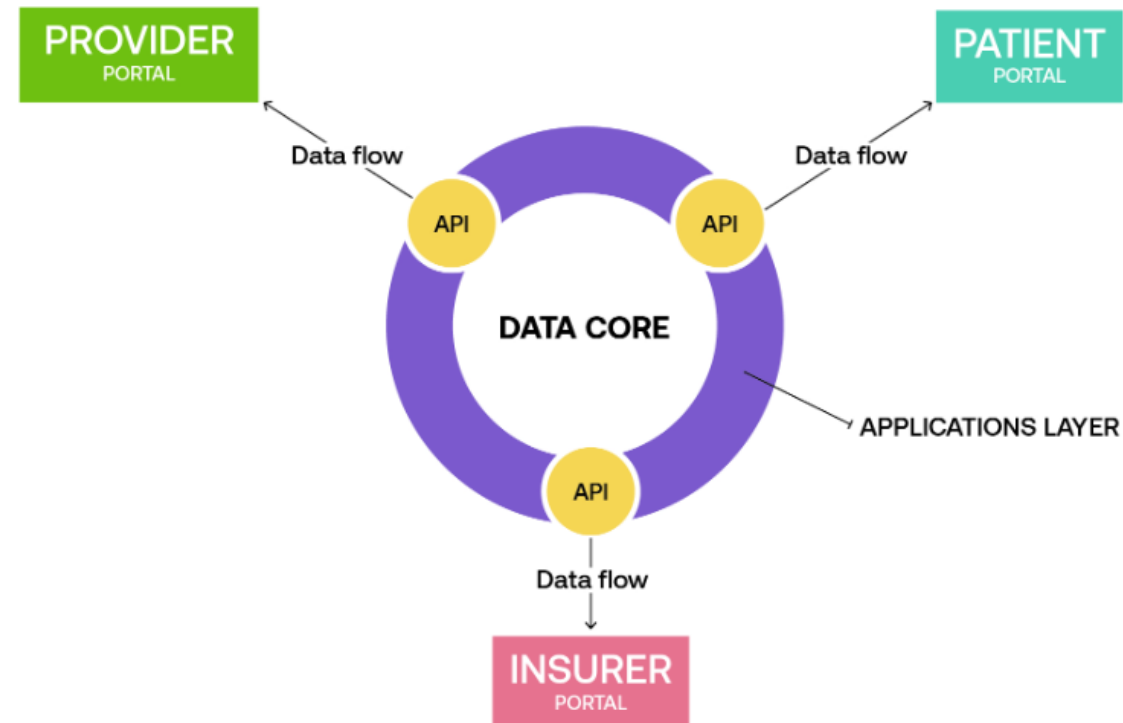 PROVIDER
PORTAL
PATIENT
PORTAL
Data flow
Data flow
API
API
DATA CORE
APPLICATIONS LAYER
API
Data flow
INSURER
PORTAL